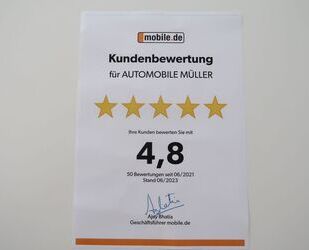 mobile.de
Kundenbewertung
für AUTOMOBILE MÜLLER
Ihre Kunden bewerten Sie mit
4,8
50 Bewertungen seit 06/2021
Stand 06/2023
Ajay Bhatia
Geschäftsführer mobile.de